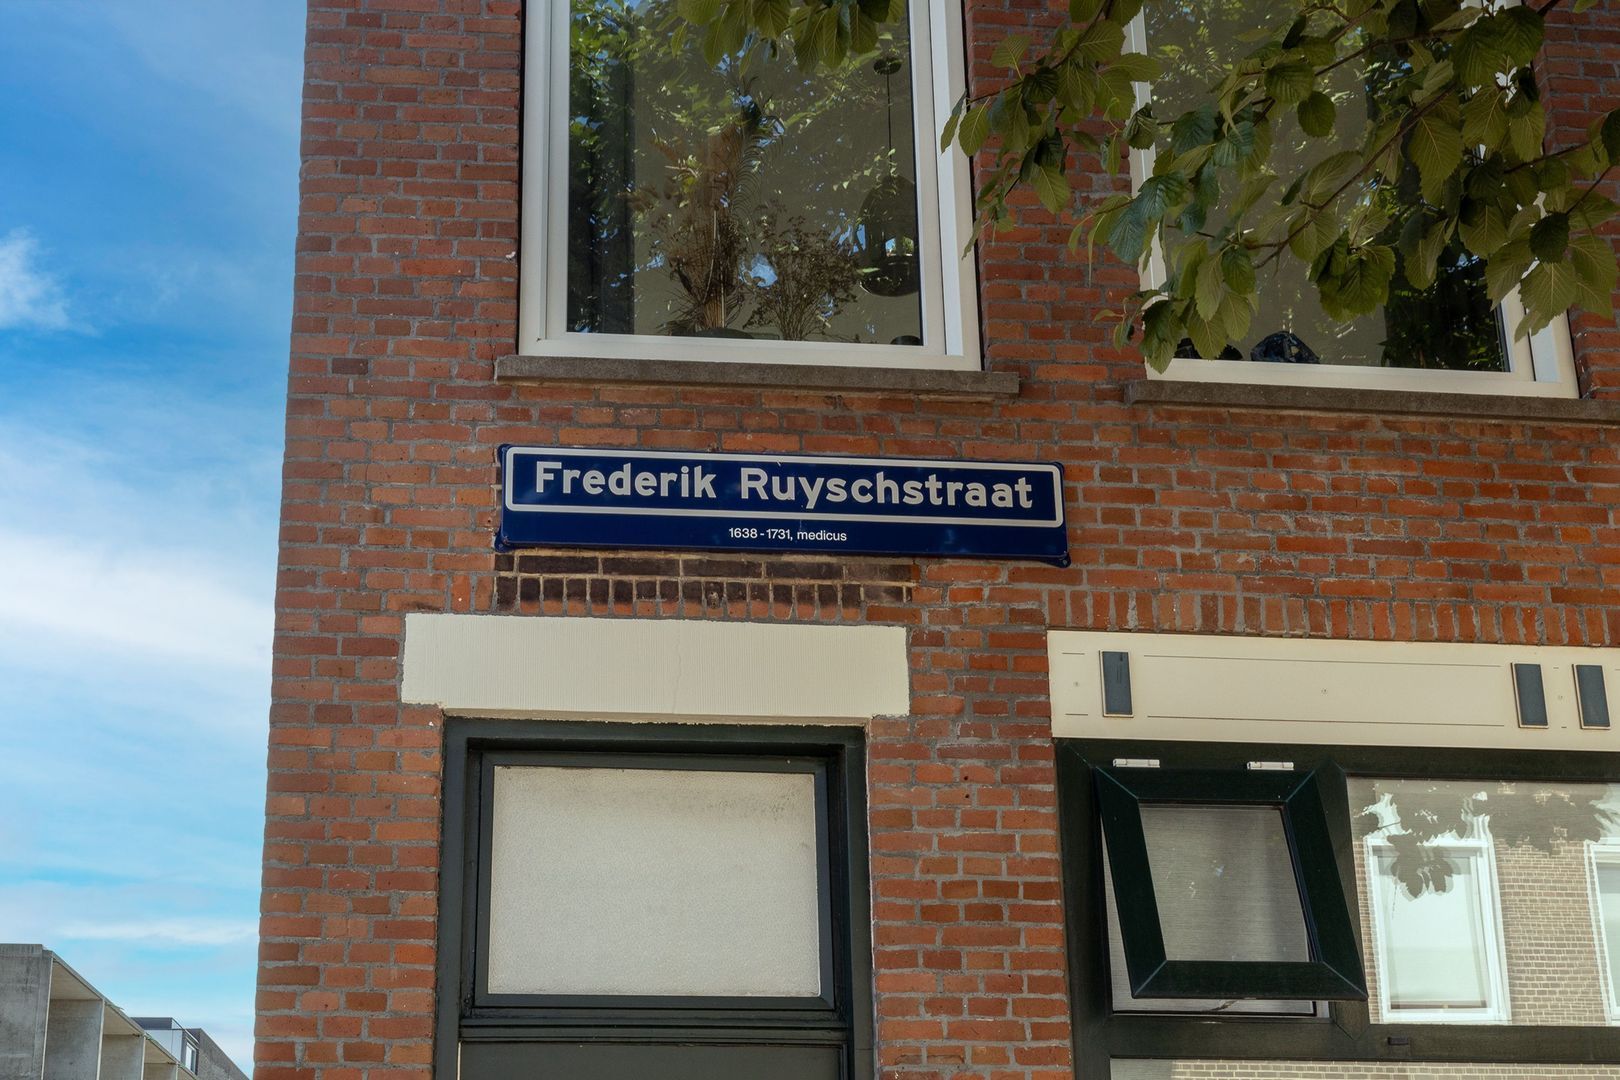 Frederik Ruyschstraat
1638-1731, medicus